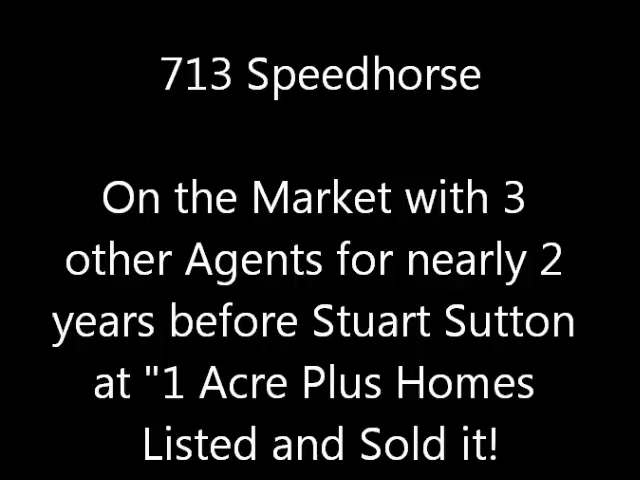 713 Speedhorse
On the Market with 3
other Agents for nearly 2
years before Stuart Sutton
at "1 Acre Plus Homes
Listed and Sold it!